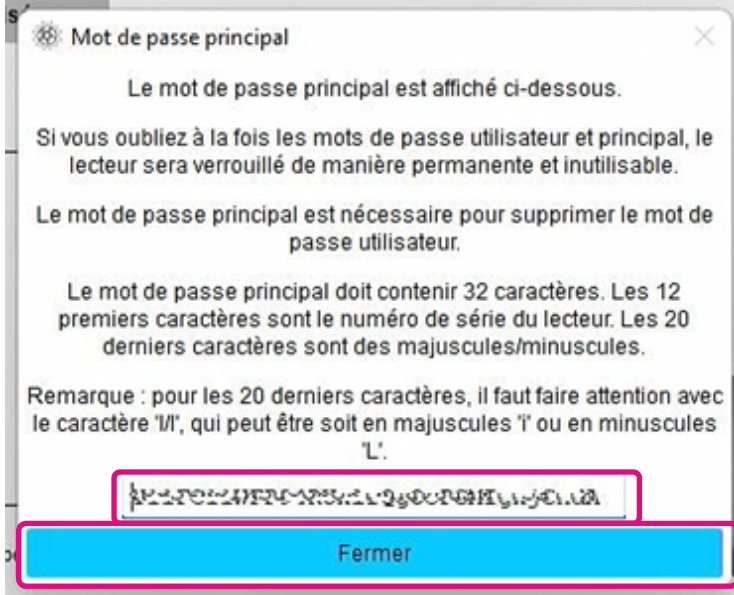 Mot de passe principal
Le mot de passe principal est affiché ci-dessous.
Si vous oubliez à la fois les mots de passe utilisateur et principal, le
lecteur sera verrouillé de manière permanente et inutilisable.
Le mot de passe principal est nécessaire pour supprimer le mot de
passe utilisateur.
Le mot de passe principal doit contenir 32 caractères. Les 12
premiers caractères sont le numéro de série du lecteur. Les 20
derniers caractères sont des majuscules/minuscules.
Remarque : pour les 20 derniers caractères, il faut faire attention avec
le caractère 'I/l', qui peut être soit en majuscules 'i' ou en minuscules
'L'.
Fermer